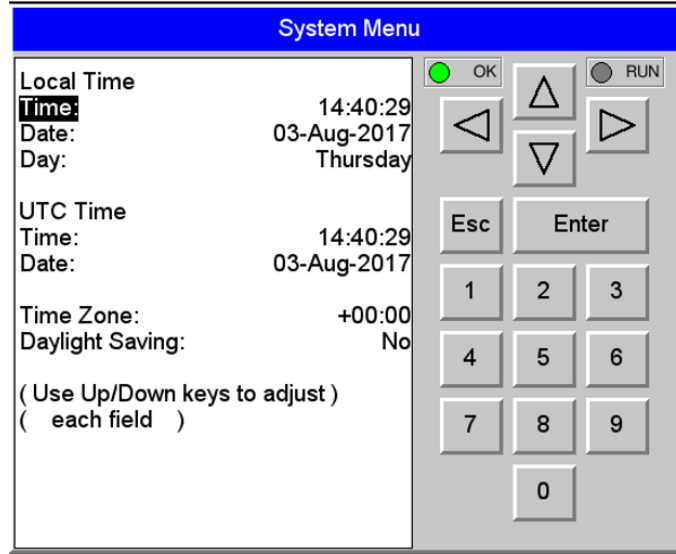 System Menu
Local Time
Time: 14:40:29
Date: 03-Aug-2017
Day: Thursday
UTC Time
Time: 14:40:29
Date: 03-Aug-2017
Time Zone: +00:00
Daylight Saving: No
( Use Up/Down keys to adjust )
( each field )
OK RUN
Esc Enter
1 2 3
4 5 6
7 8 9
0